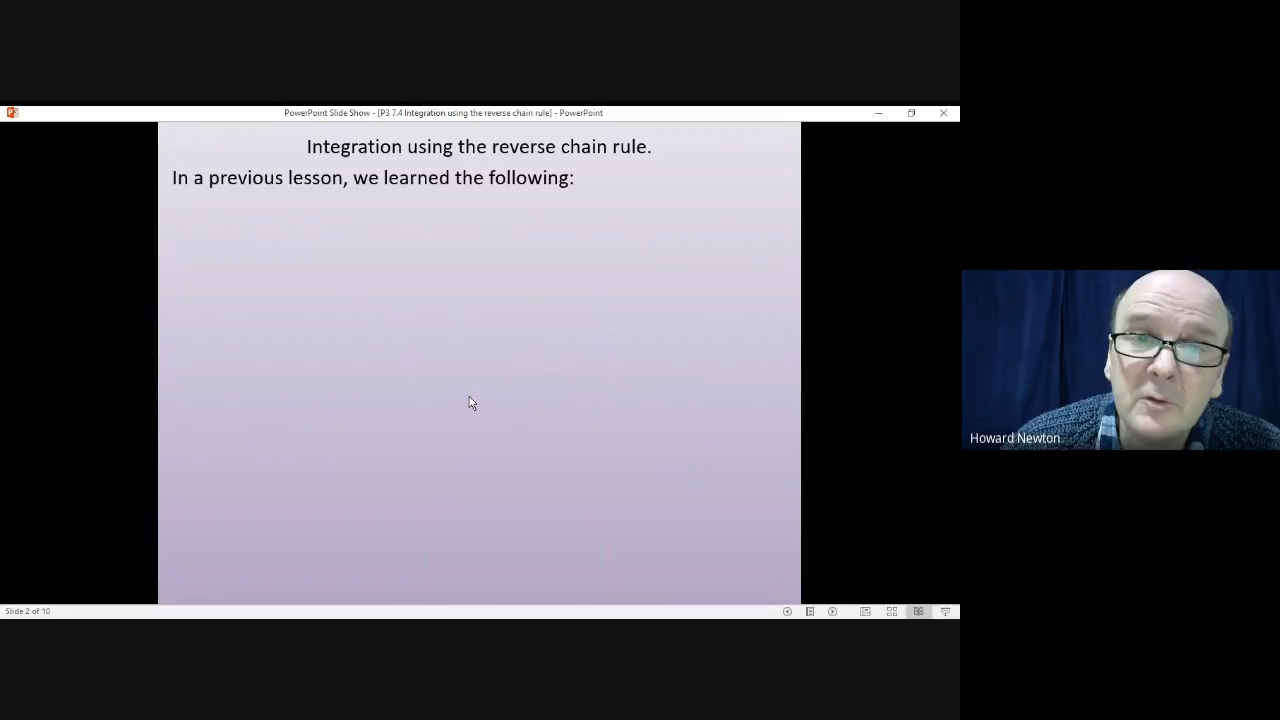 PowerPoint Slide Show - [P3 7.4 Integration using the reverse chain rule] - PowerPoint
Integration using the reverse chain rule.
In a previous lesson, we learned the following:
Howard Newton
Slide 2 of 10